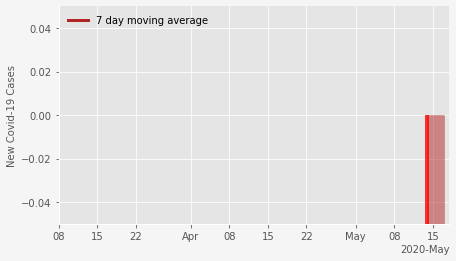 7 day moving average
New Covid-19 Cases
0.04
0.02
0.00
−0.02
−0.04
08 15 22 Apr 08 15 22 May 08 15
2020-May